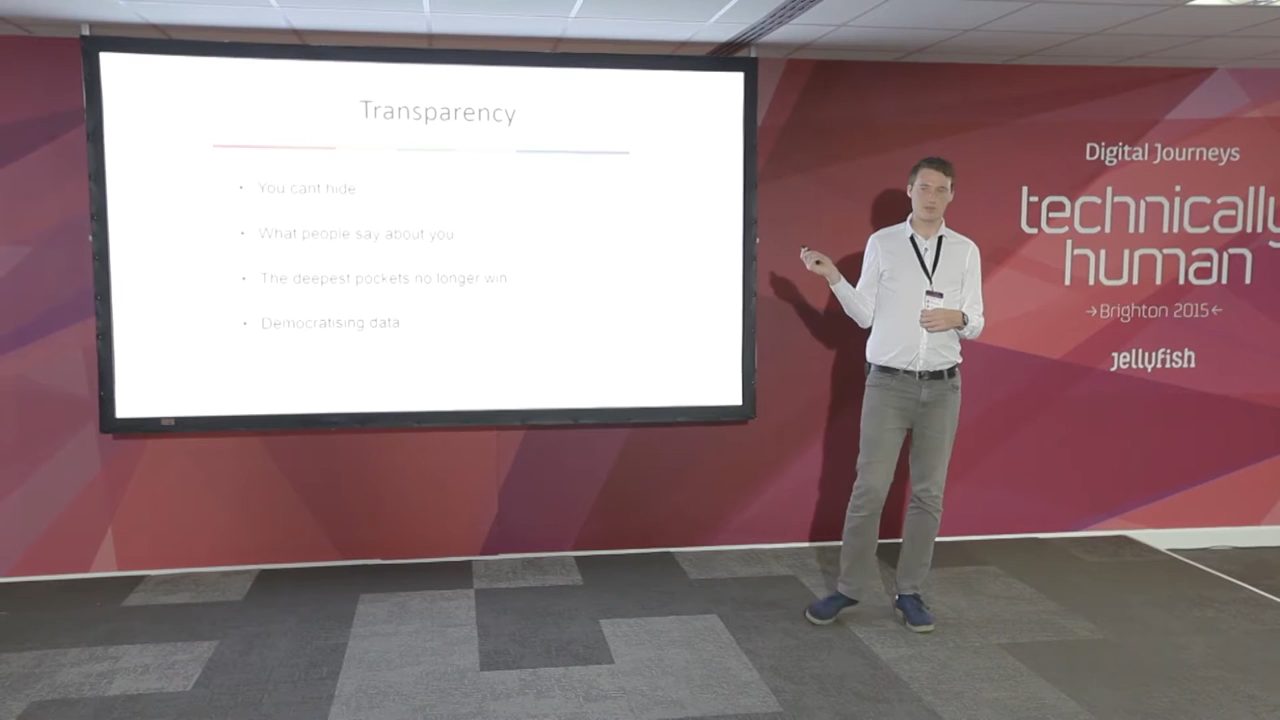 Transparency
• You cant hide
• What people say about you
• The deepest pockets no longer win
• Democratising data
Digital Journeys
technically
human
→Brighton 2015←
jellyfish